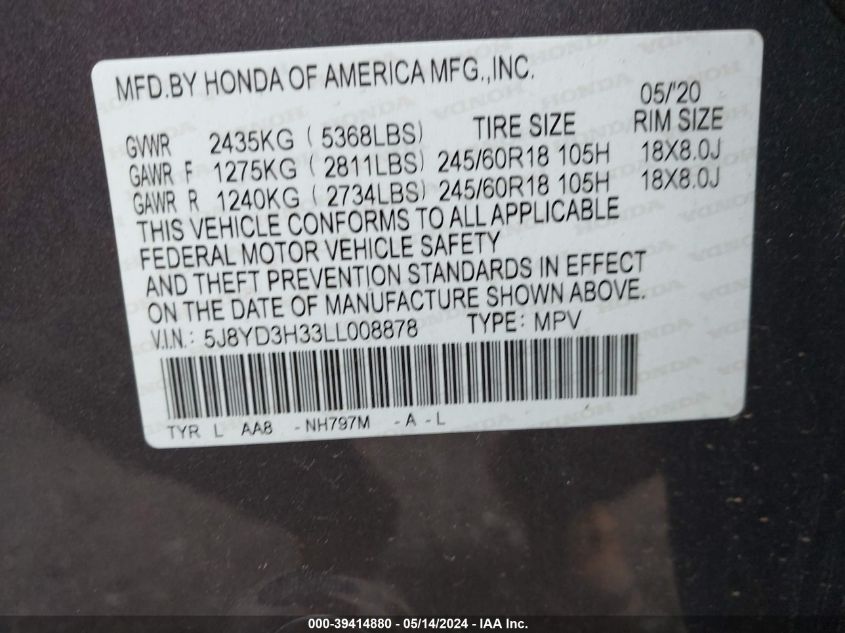 MFD.BY HONDA OF AMERICA MFG.,INC.
05/'20
GVWR 2435KG ( 5368LBS) TIRE SIZE RIM SIZE
GAWR F 1275KG ( 2811LBS) 245/60R18 105H 18X8.0J
GAWR R 1240KG ( 2734LBS) 245/60R18 105H 18X8.0J
THIS VEHICLE CONFORMS TO ALL APPLICABLE
FEDERAL MOTOR VEHICLE SAFETY
AND THEFT PREVENTION STANDARDS IN EFFECT
ON THE DATE OF MANUFACTURE SHOWN ABOVE.
V.I.N.: 5J8YD3H33LL008878 TYPE: MPV
TYR L AA8 -NH797M -A -L
000-39414880 - 05/14/2024 - IAA Inc.